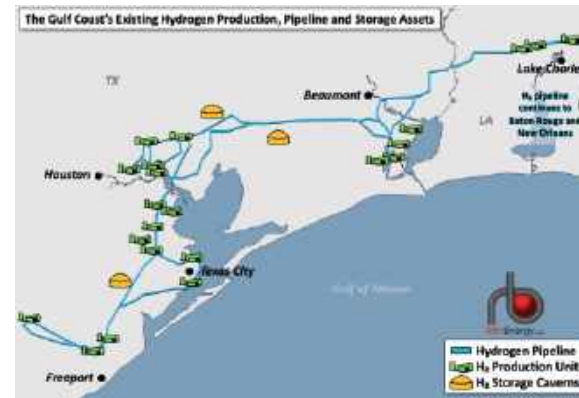 The Gulf Coast's Existing Hydrogen Production, Pipeline and Storage Assets
TX
Lake Charles
Beaumont
H₂ pipeline
continues to
Baton Rouge and
New Orleans
LA
Houston
Texas City
Gulf of Mexico
Freeport
Hydrogen Pipeline
H₂ Production Unit
H₂ Storage Caverns